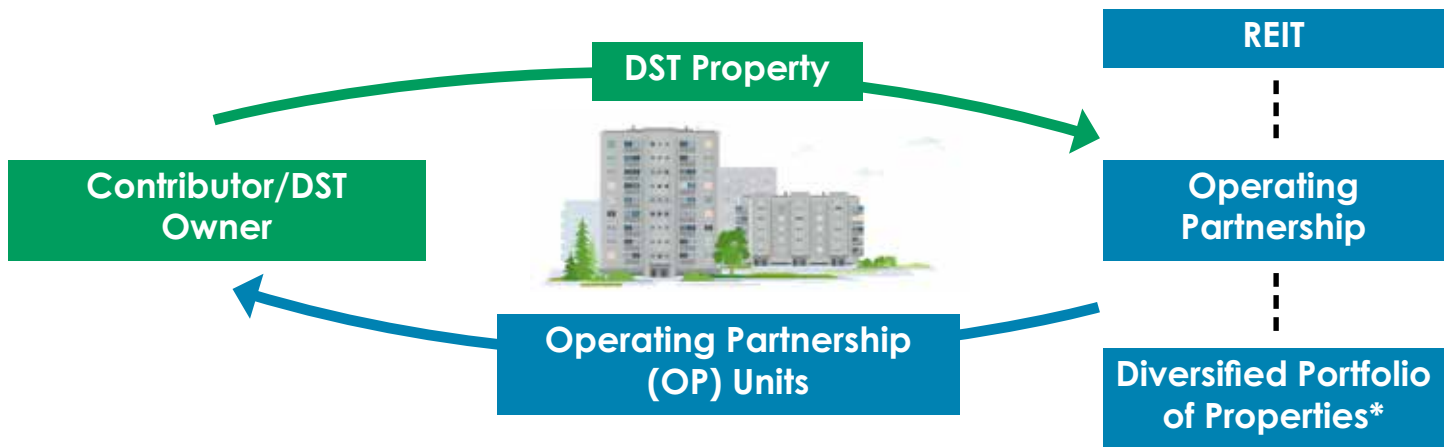 DST Property
REIT
Contributor/DST
Owner
Operating
Partnership
Operating Partnership
(OP) Units
Diversified Portfolio
of Properties*